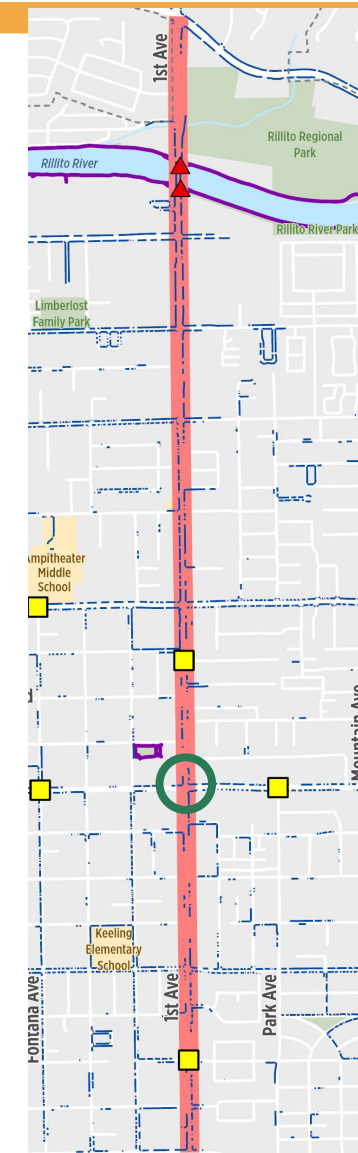 1st Ave
Rillito Regional
Park
Rillito River
Rillito River Park
Limberlost
Family Park
mpitheater
Middle
School
Mountain Ave
Keeling
Elementary
School
Fontana Ave
1st Ave
Park Ave